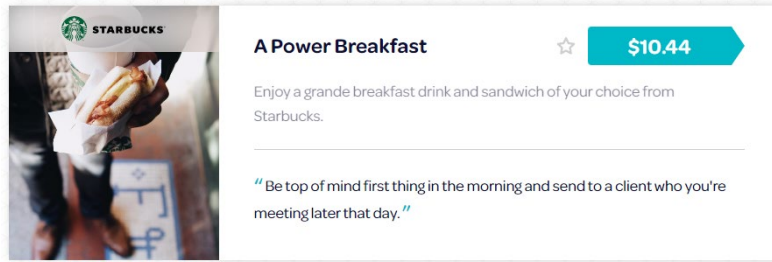 STARBUCKS
A Power Breakfast
$10.44
Enjoy a grande breakfast drink and sandwich of your choice from
Starbucks.
“Be top of mind first thing in the morning and send to a client who you're
meeting later that day.”